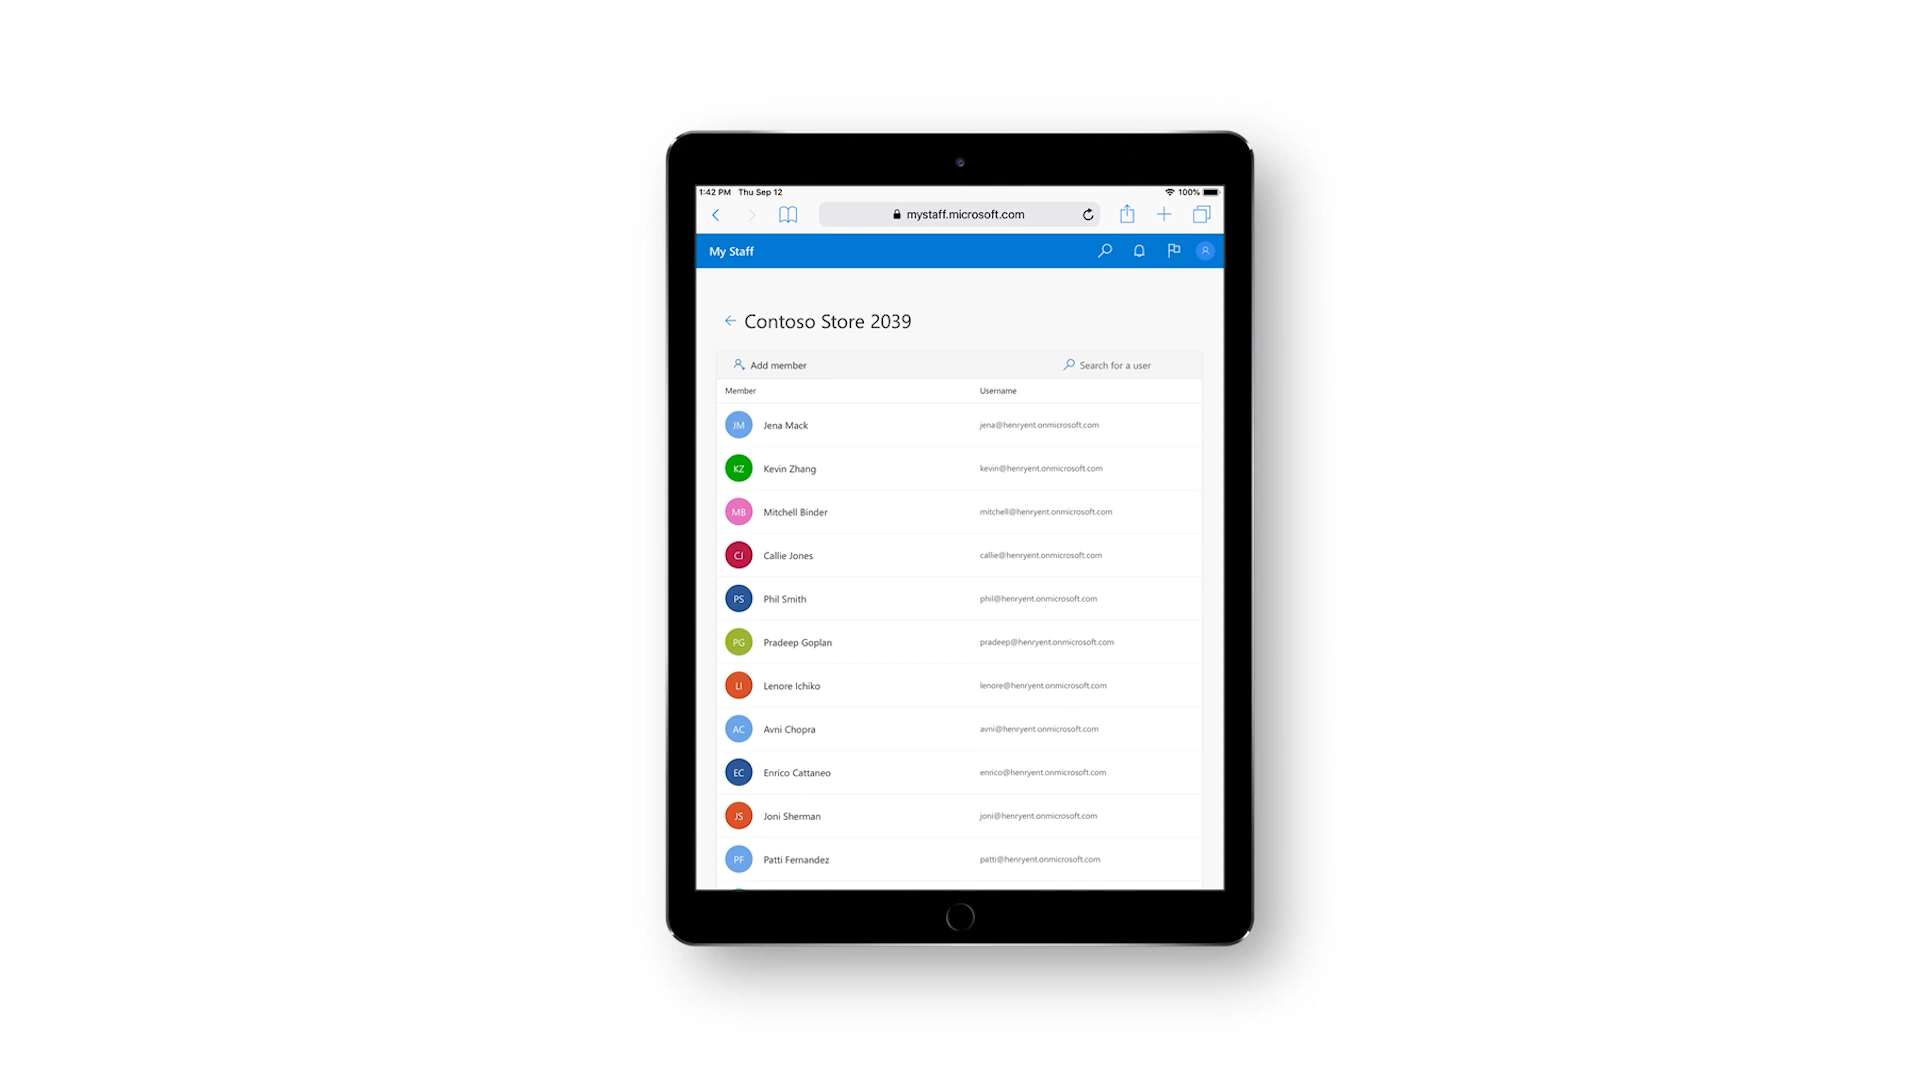 1:42 PM Thu Sep 12 100%
mystaff.microsoft.com
My Staff
Contoso Store 2039
Add member Search for a user
Member Username
JM Jena Mack jena@henryent.onmicrosoft.com
KZ Kevin Zhang kevin@henryent.onmicrosoft.com
MB Mitchell Binder mitchell@henryent.onmicrosoft.com
CJ Callie Jones callie@henryent.onmicrosoft.com
PS Phil Smith phil@henryent.onmicrosoft.com
PG Pradeep Goplan pradeep@henryent.onmicrosoft.com
LI Lenore Ichiko lenore@henryent.onmicrosoft.com
AC Avni Chopra avni@henryent.onmicrosoft.com
EC Enrico Cattaneo enrico@henryent.onmicrosoft.com
JS Joni Sherman joni@henryent.onmicrosoft.com
PF Patti Fernandez patti@henryent.onmicrosoft.com